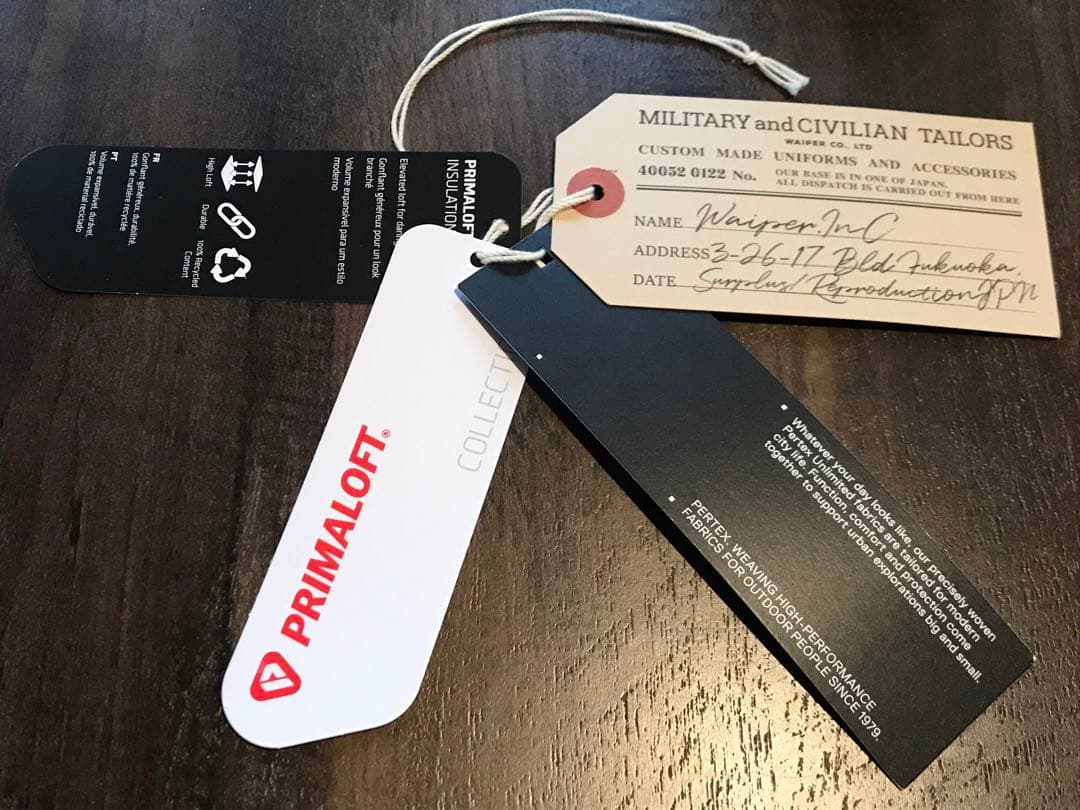 MILITARY and CIVILIAN TAILORS
WAIPER CO., LTD
CUSTOM MADE UNIFORMS AND ACCESSORIES
40052 0122 No. OUR BASE IS IN ONE OF JAPAN.
ALL DISPATCH IS CARRIED OUT FROM HERE
NAME Waiper.InC
ADDRESS 3-26-17 Bld Fukuoka,
DATE Surplus/Reproduction JPN
PRIMALOFT
INSULATION
Elevated loft for
Gonflant généreux pour un look
branché
Volume expansível para um estilo
moderno
High Loft
Durable
100% Recycled
Content
FR
Gonflant généreux, durabilité,
100% de matière recyclée
PT
Volume expansível, durável,
100% de material reciclado
COLLECTI
PRIMALOFT®
Whatever your day looks like, our precisely woven
Pertex Unlimited fabrics are tailored for modern
city life. Function, comfort and protection come
together to support urban explorations big and small.
PERTEX, WEAVING HIGH-PERFORMANCE
FABRICS FOR OUTDOOR PEOPLE SINCE 1979.